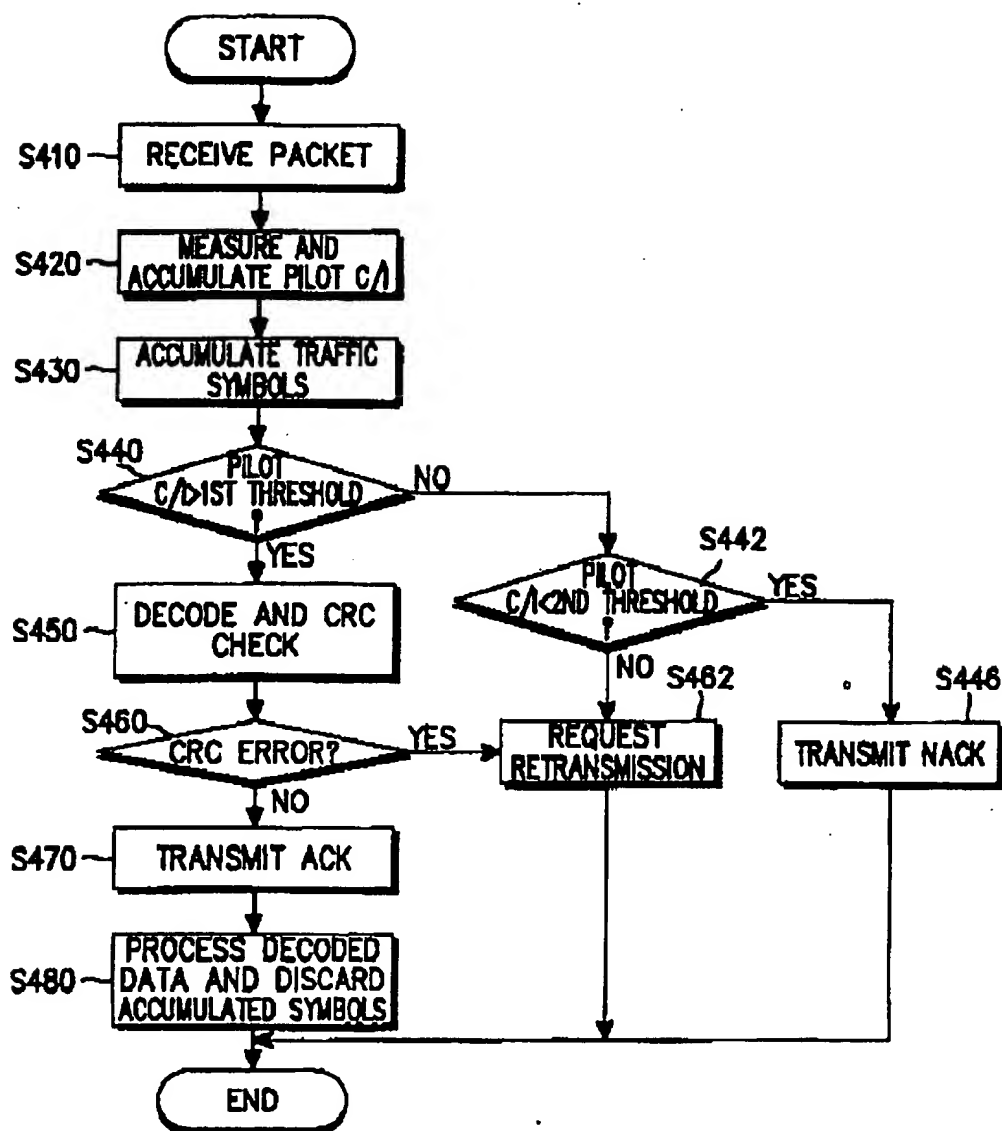 START
S410
RECEIVE PACKET
S420
MEASURE AND
ACCUMULATE PILOT C/I
S430
ACCUMULATE TRAFFIC
SYMBOLS
S440
PILOT
C/I>1ST THRESHOLD
?
NO
YES
S442
PILOT
C/I<2ND THRESHOLD
?
YES
NO
S450
DECODE AND CRC
CHECK
S460
CRC ERROR?
YES
NO
S462
REQUEST
RETRANSMISSION
S446
TRANSMIT NACK
S470
TRANSMIT ACK
S480
PROCESS DECODED
DATA AND DISCARD
ACCUMULATED SYMBOLS
END